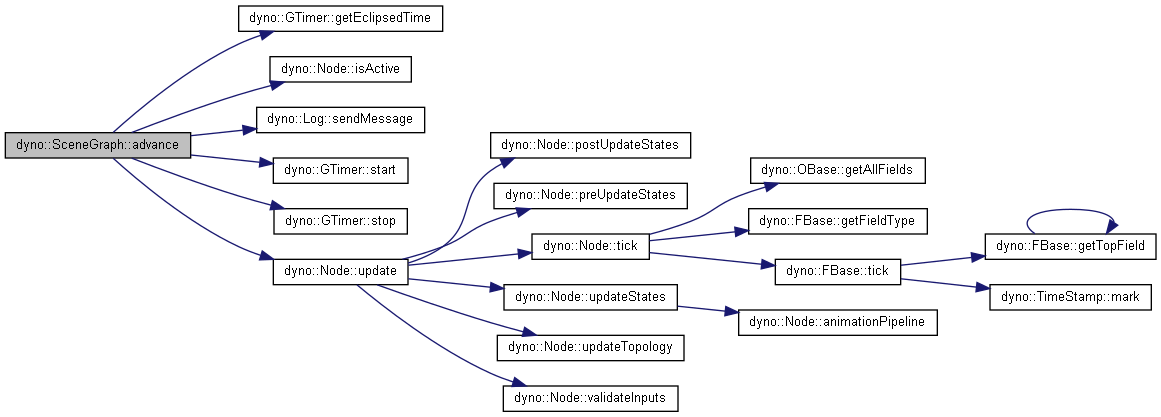 dyno::GTimer::getEclipsedTime
dyno::Node::isActive
dyno::Log::sendMessage
dyno::SceneGraph::advance
dyno::GTimer::start
dyno::GTimer::stop
dyno::Node::update
dyno::Node::postUpdateStates
dyno::Node::preUpdateStates
dyno::Node::tick
dyno::Node::updateStates
dyno::Node::updateTopology
dyno::Node::validateInputs
dyno::OBase::getAllFields
dyno::FBase::getFieldType
dyno::FBase::tick
dyno::Node::animationPipeline
dyno::FBase::getTopField
dyno::TimeStamp::mark